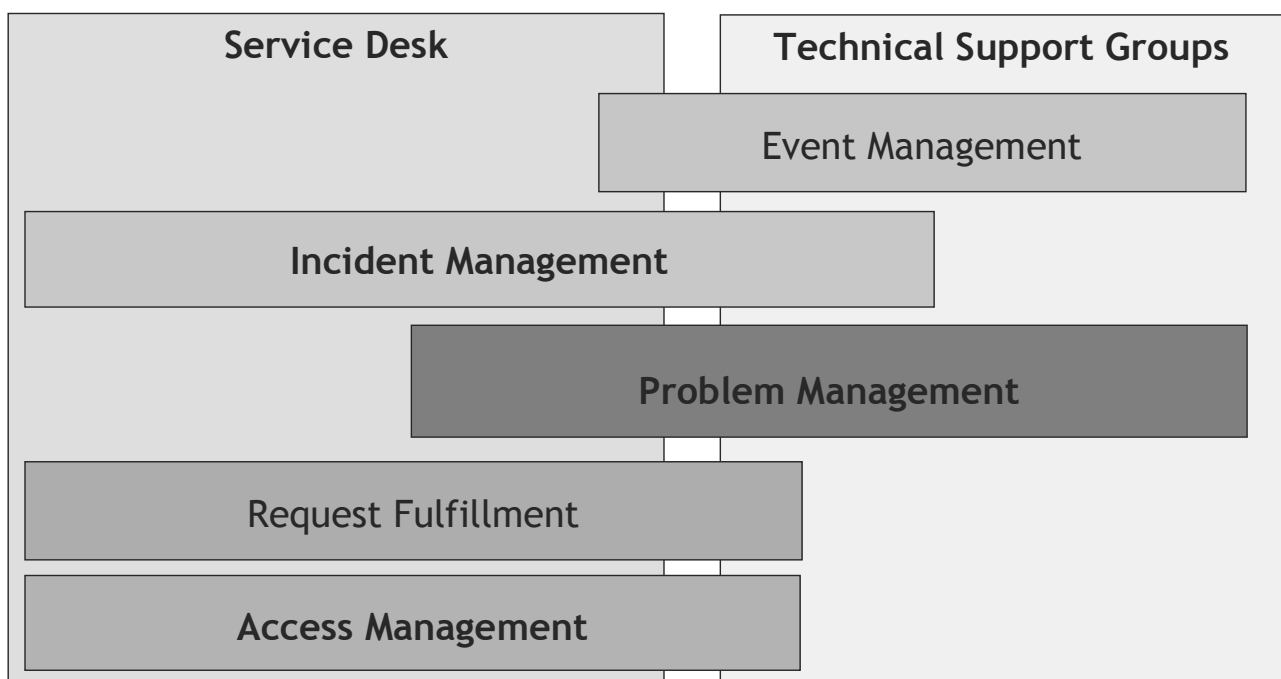 Service Desk
Technical Support Groups
Event Management
Incident Management
Problem Management
Request Fulfillment
Access Management